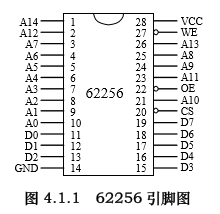 A14 1 28 VCC
A12 2 27 WE
A7 3 26 A13
A6 4 25 A8
A5 5 24 A9
A4 6 23 A11
A3 7 22 OE
A2 8 21 A10
A1 9 20 CS
A0 10 19 D7
D0 11 18 D6
D1 12 17 D5
D2 13 16 D4
GND 14 15 D3
62256
图 4.1.1 62256 引脚图